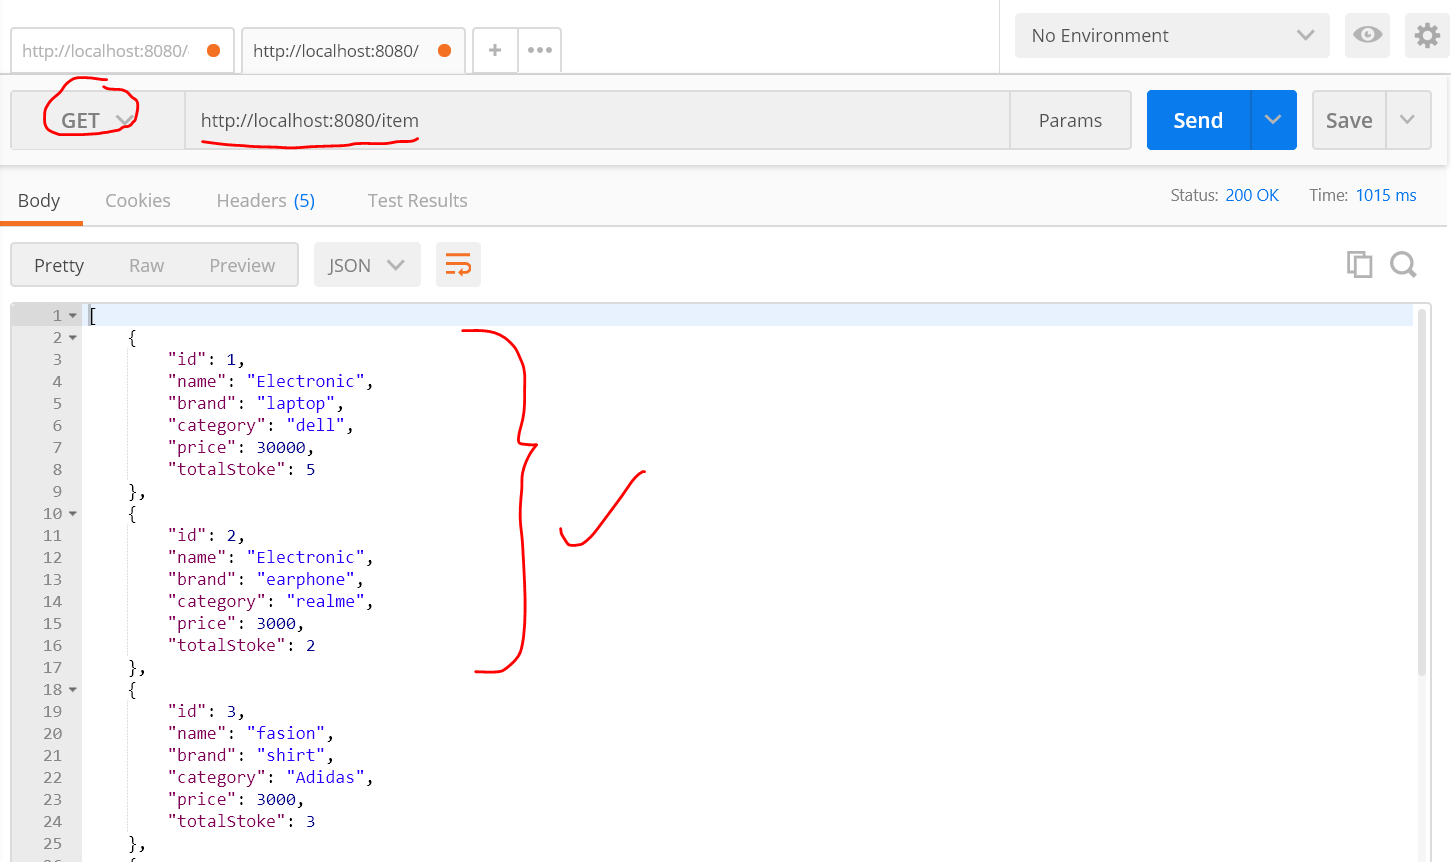 http://localhost:8080/ http://localhost:8080/ + ••• No Environment
GET http://localhost:8080/item Params Send Save
Body Cookies Headers (5) Test Results Status: 200 OK Time: 1015 ms
Pretty Raw Preview JSON
1 [
2 {
3 "id": 1,
4 "name": "Electronic",
5 "brand": "laptop",
6 "category": "dell",
7 "price": 30000,
8 "totalStoke": 5
9 },
10 {
11 "id": 2,
12 "name": "Electronic",
13 "brand": "earphone",
14 "category": "realme",
15 "price": 3000,
16 "totalStoke": 2
17 },
18 {
19 "id": 3,
20 "name": "fasion",
21 "brand": "shirt",
22 "category": "Adidas",
23 "price": 3000,
24 "totalStoke": 3
25 },